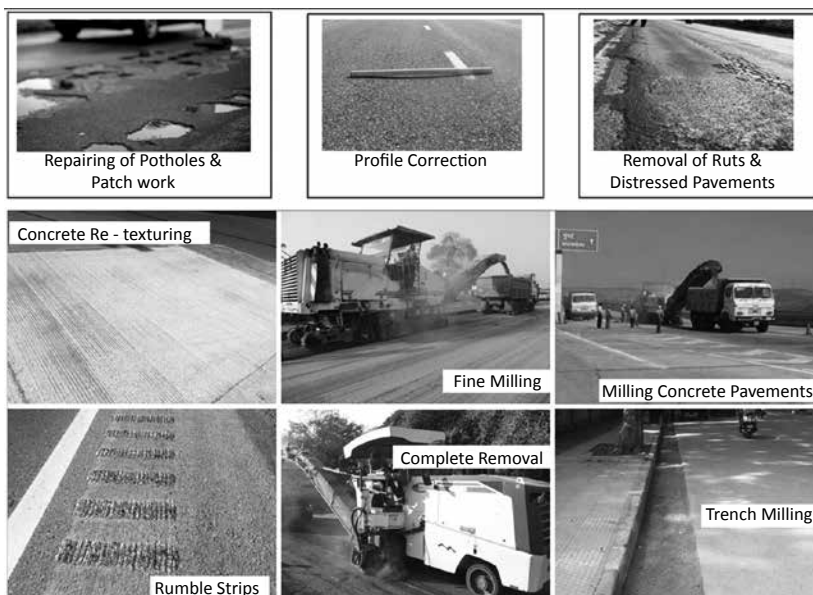 Repairing of Potholes &
Patch work
Profile Correction
Removal of Ruts &
Distressed Pavements
Concrete Re - texturing
Fine Milling
Milling Concrete Pavements
Rumble Strips
Complete Removal
Trench Milling